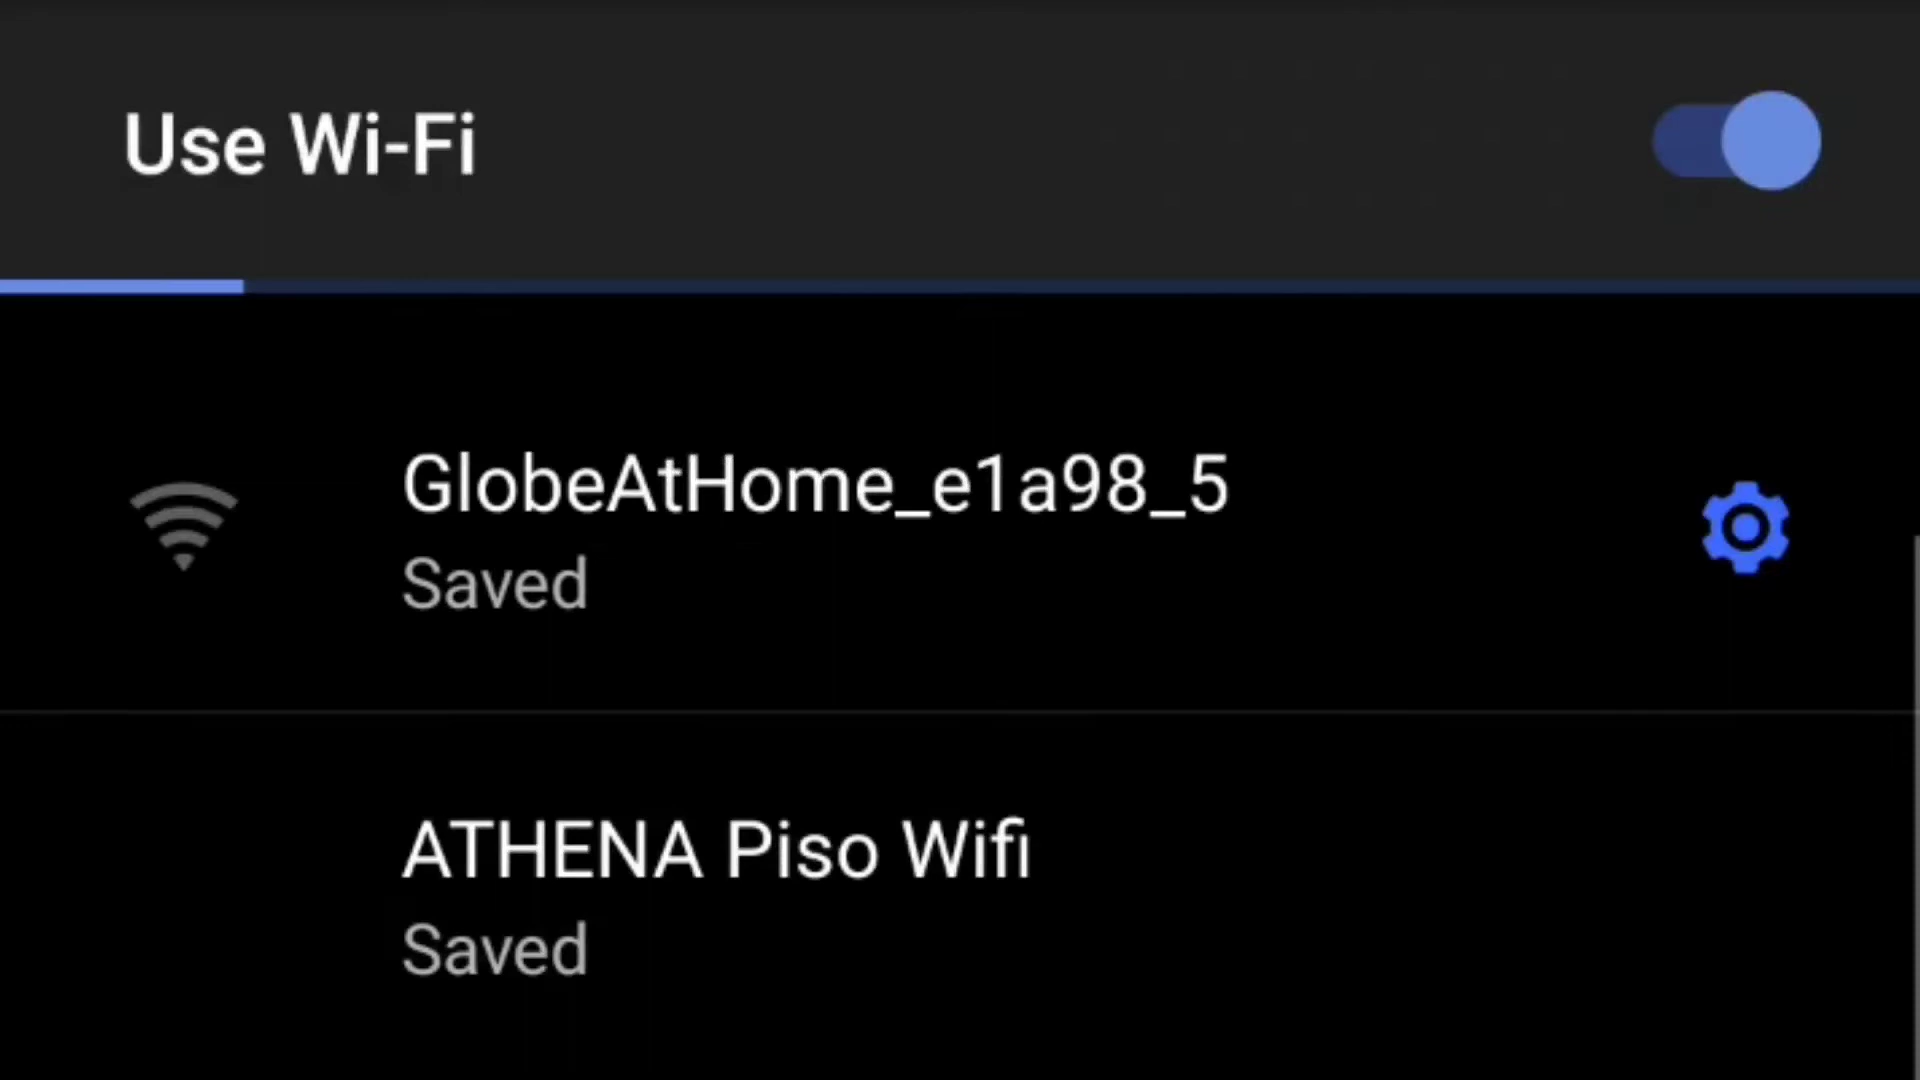 Use Wi-Fi
GlobeAtHome_e1a98_5
Saved
ATHENA Piso Wifi
Saved